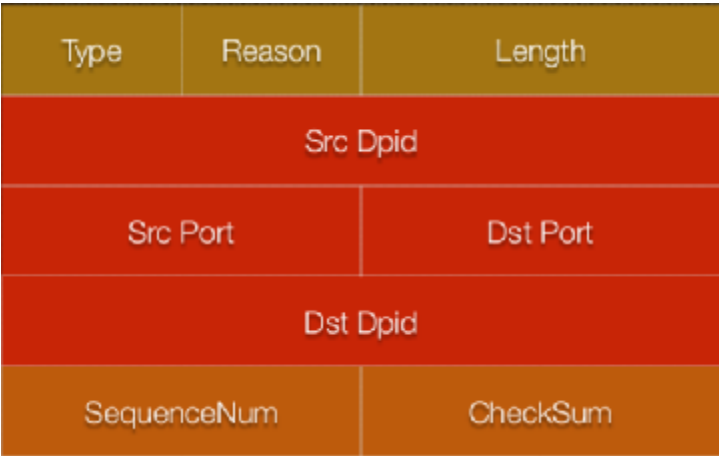 Type Reason Length
Src Dpid
Src Port Dst Port
Dst Dpid
SequenceNum CheckSum